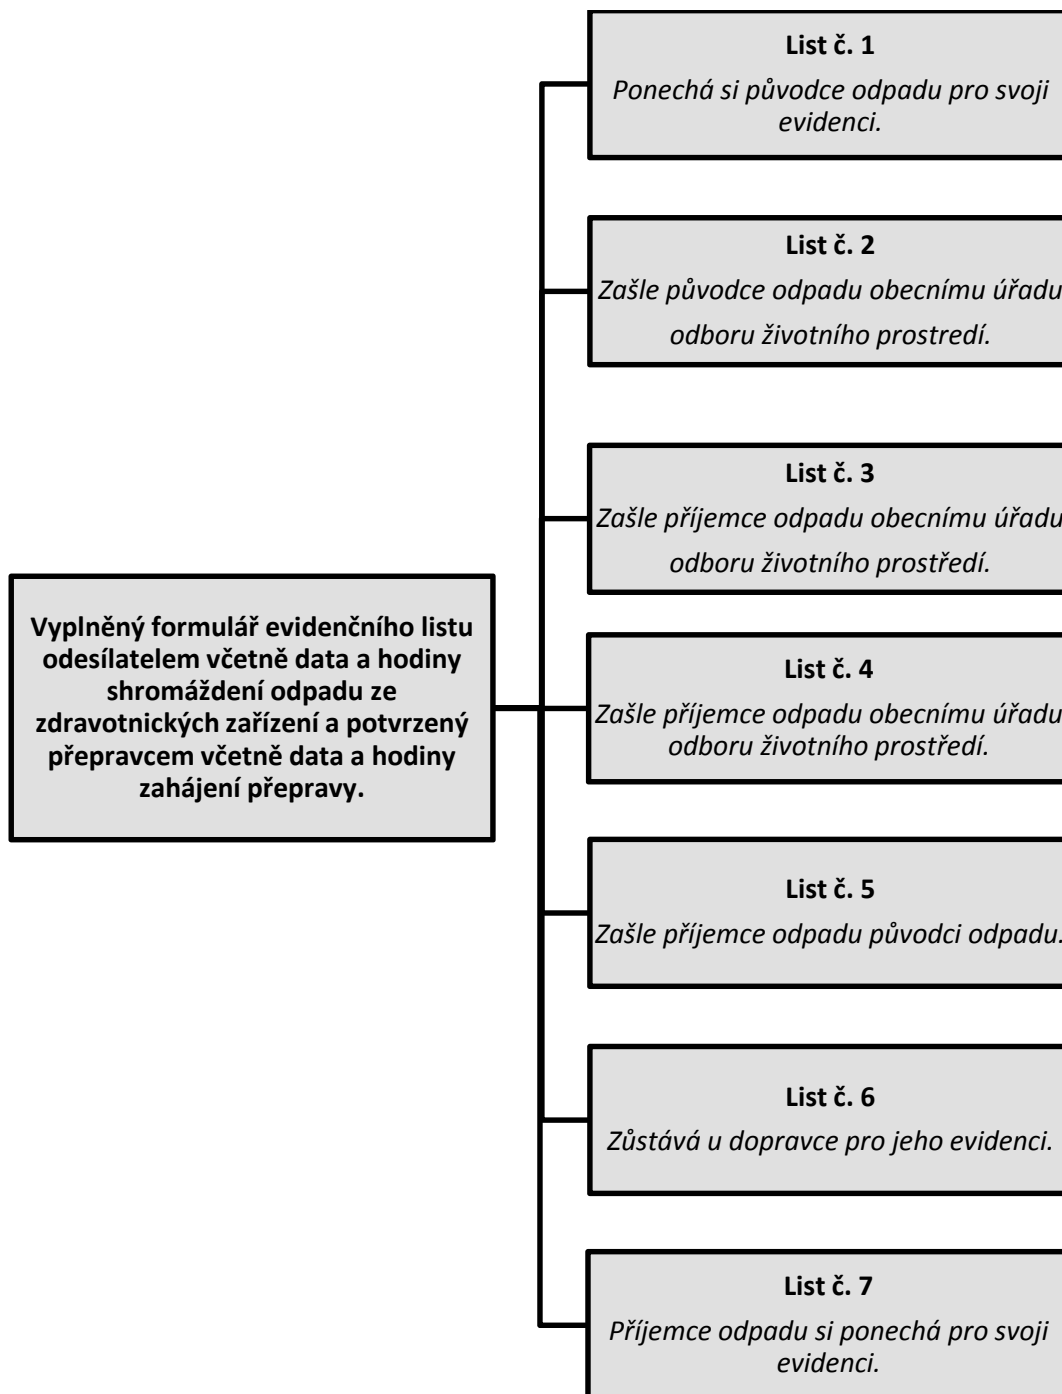 List č. 1
Ponechá si původce odpadu pro svoji
evidenci.
List č. 2
Zašle původce odpadu obecnímu úřadu
odboru životního prostredí.
List č. 3
Zašle příjemce odpadu obecnímu úřadu
odboru životního prostředí.
Vyplněný formulář evidenčního listu
odesílatelem včetně data a hodiny
shromáždení odpadu ze
zdravotnických zařízení a potvrzený
přepravcem včetně data a hodiny
zahájení přepravy.
List č. 4
Zašle příjemce odpadu obecnímu úřadu
odboru životního prostředí.
List č. 5
Zašle příjemce odpadu původci odpadu.
List č. 6
Zůstává u dopravce pro jeho evidenci.
List č. 7
Příjemce odpadu si ponechá pro svoji
evidenci.